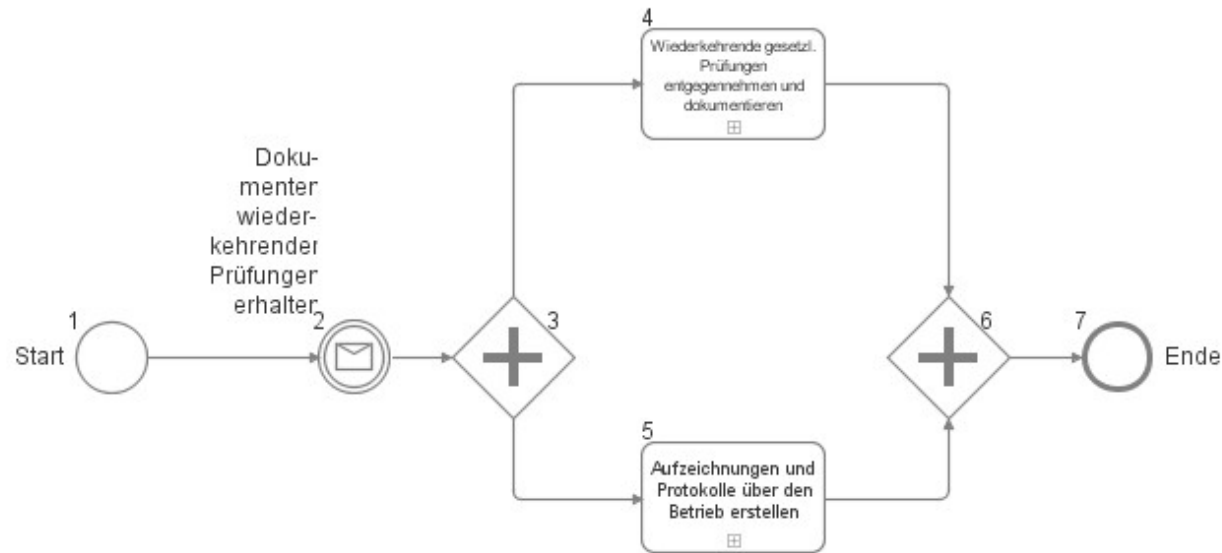 4
Wiederkehrende gesetzl.
Prüfungen
entgegennehmen und
dokumentieren
Doku-
menten
wieder-
kehrender
Prüfungen
erhalten
1
2
3
6
7
Start
Ende
5
Aufzeichnungen und
Protokolle über den
Betrieb erstellen